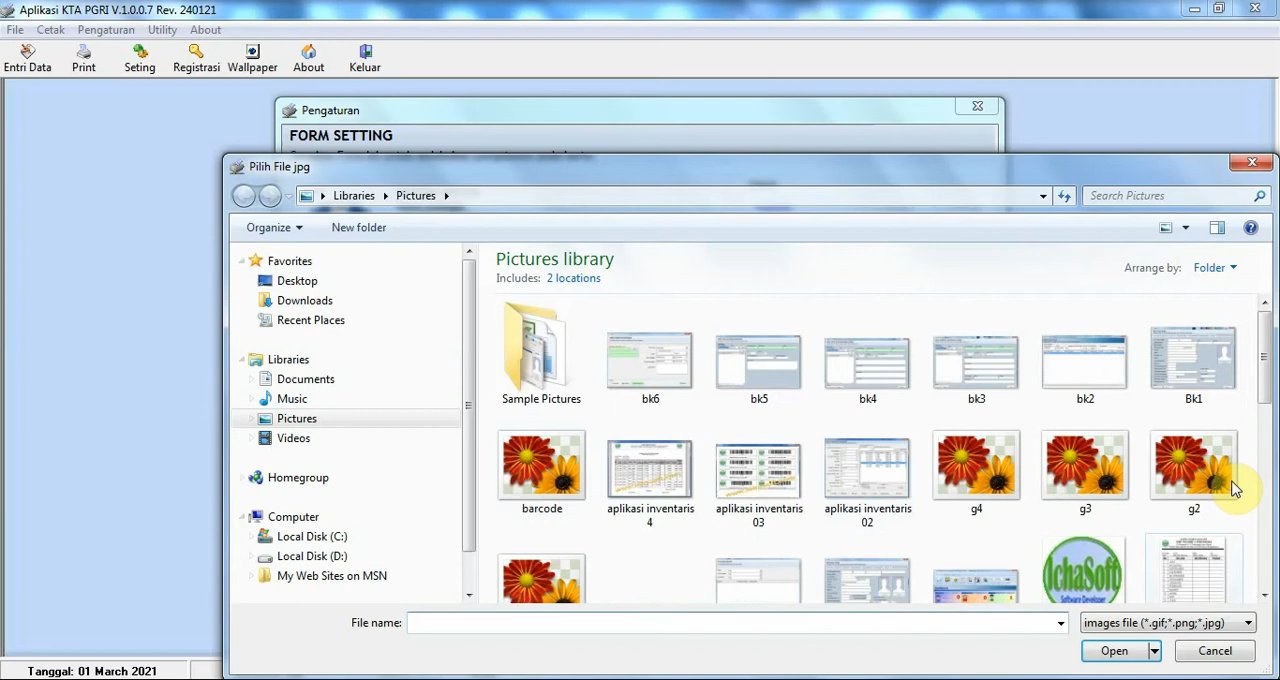 Aplikasi KTA PGRI V.1.0.0.7 Rev. 240121
File Cetak Pengaturan Utility About
Entri Data Print Seting Registrasi Wallpaper About Keluar
Pengaturan
FORM SETTING
Pilih File jpg
Libraries Pictures
Search Pictures
Organize New folder
Favorites
Desktop
Downloads
Recent Places
Libraries
Documents
Music
Pictures
Videos
Homegroup
Computer
Local Disk (C:)
Local Disk (D:)
My Web Sites on MSN
Pictures library
Includes: 2 locations
Arrange by: Folder
Sample Pictures bk6 bk5 bk4 bk3 bk2 Bk1
barcode aplikasi inventaris 4 aplikasi inventaris 03 aplikasi inventaris 02 g4 g3 g2
IchaSoft
Software Developer
File name:
images file (*.gif;*.png;*.jpg)
Open Cancel
Tanggal: 01 March 2021